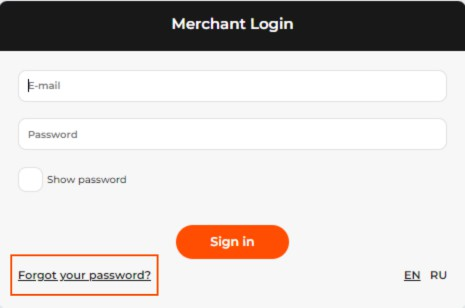 Merchant Login
E-mail
Password
Show password
Sign in
Forgot your password?
EN RU